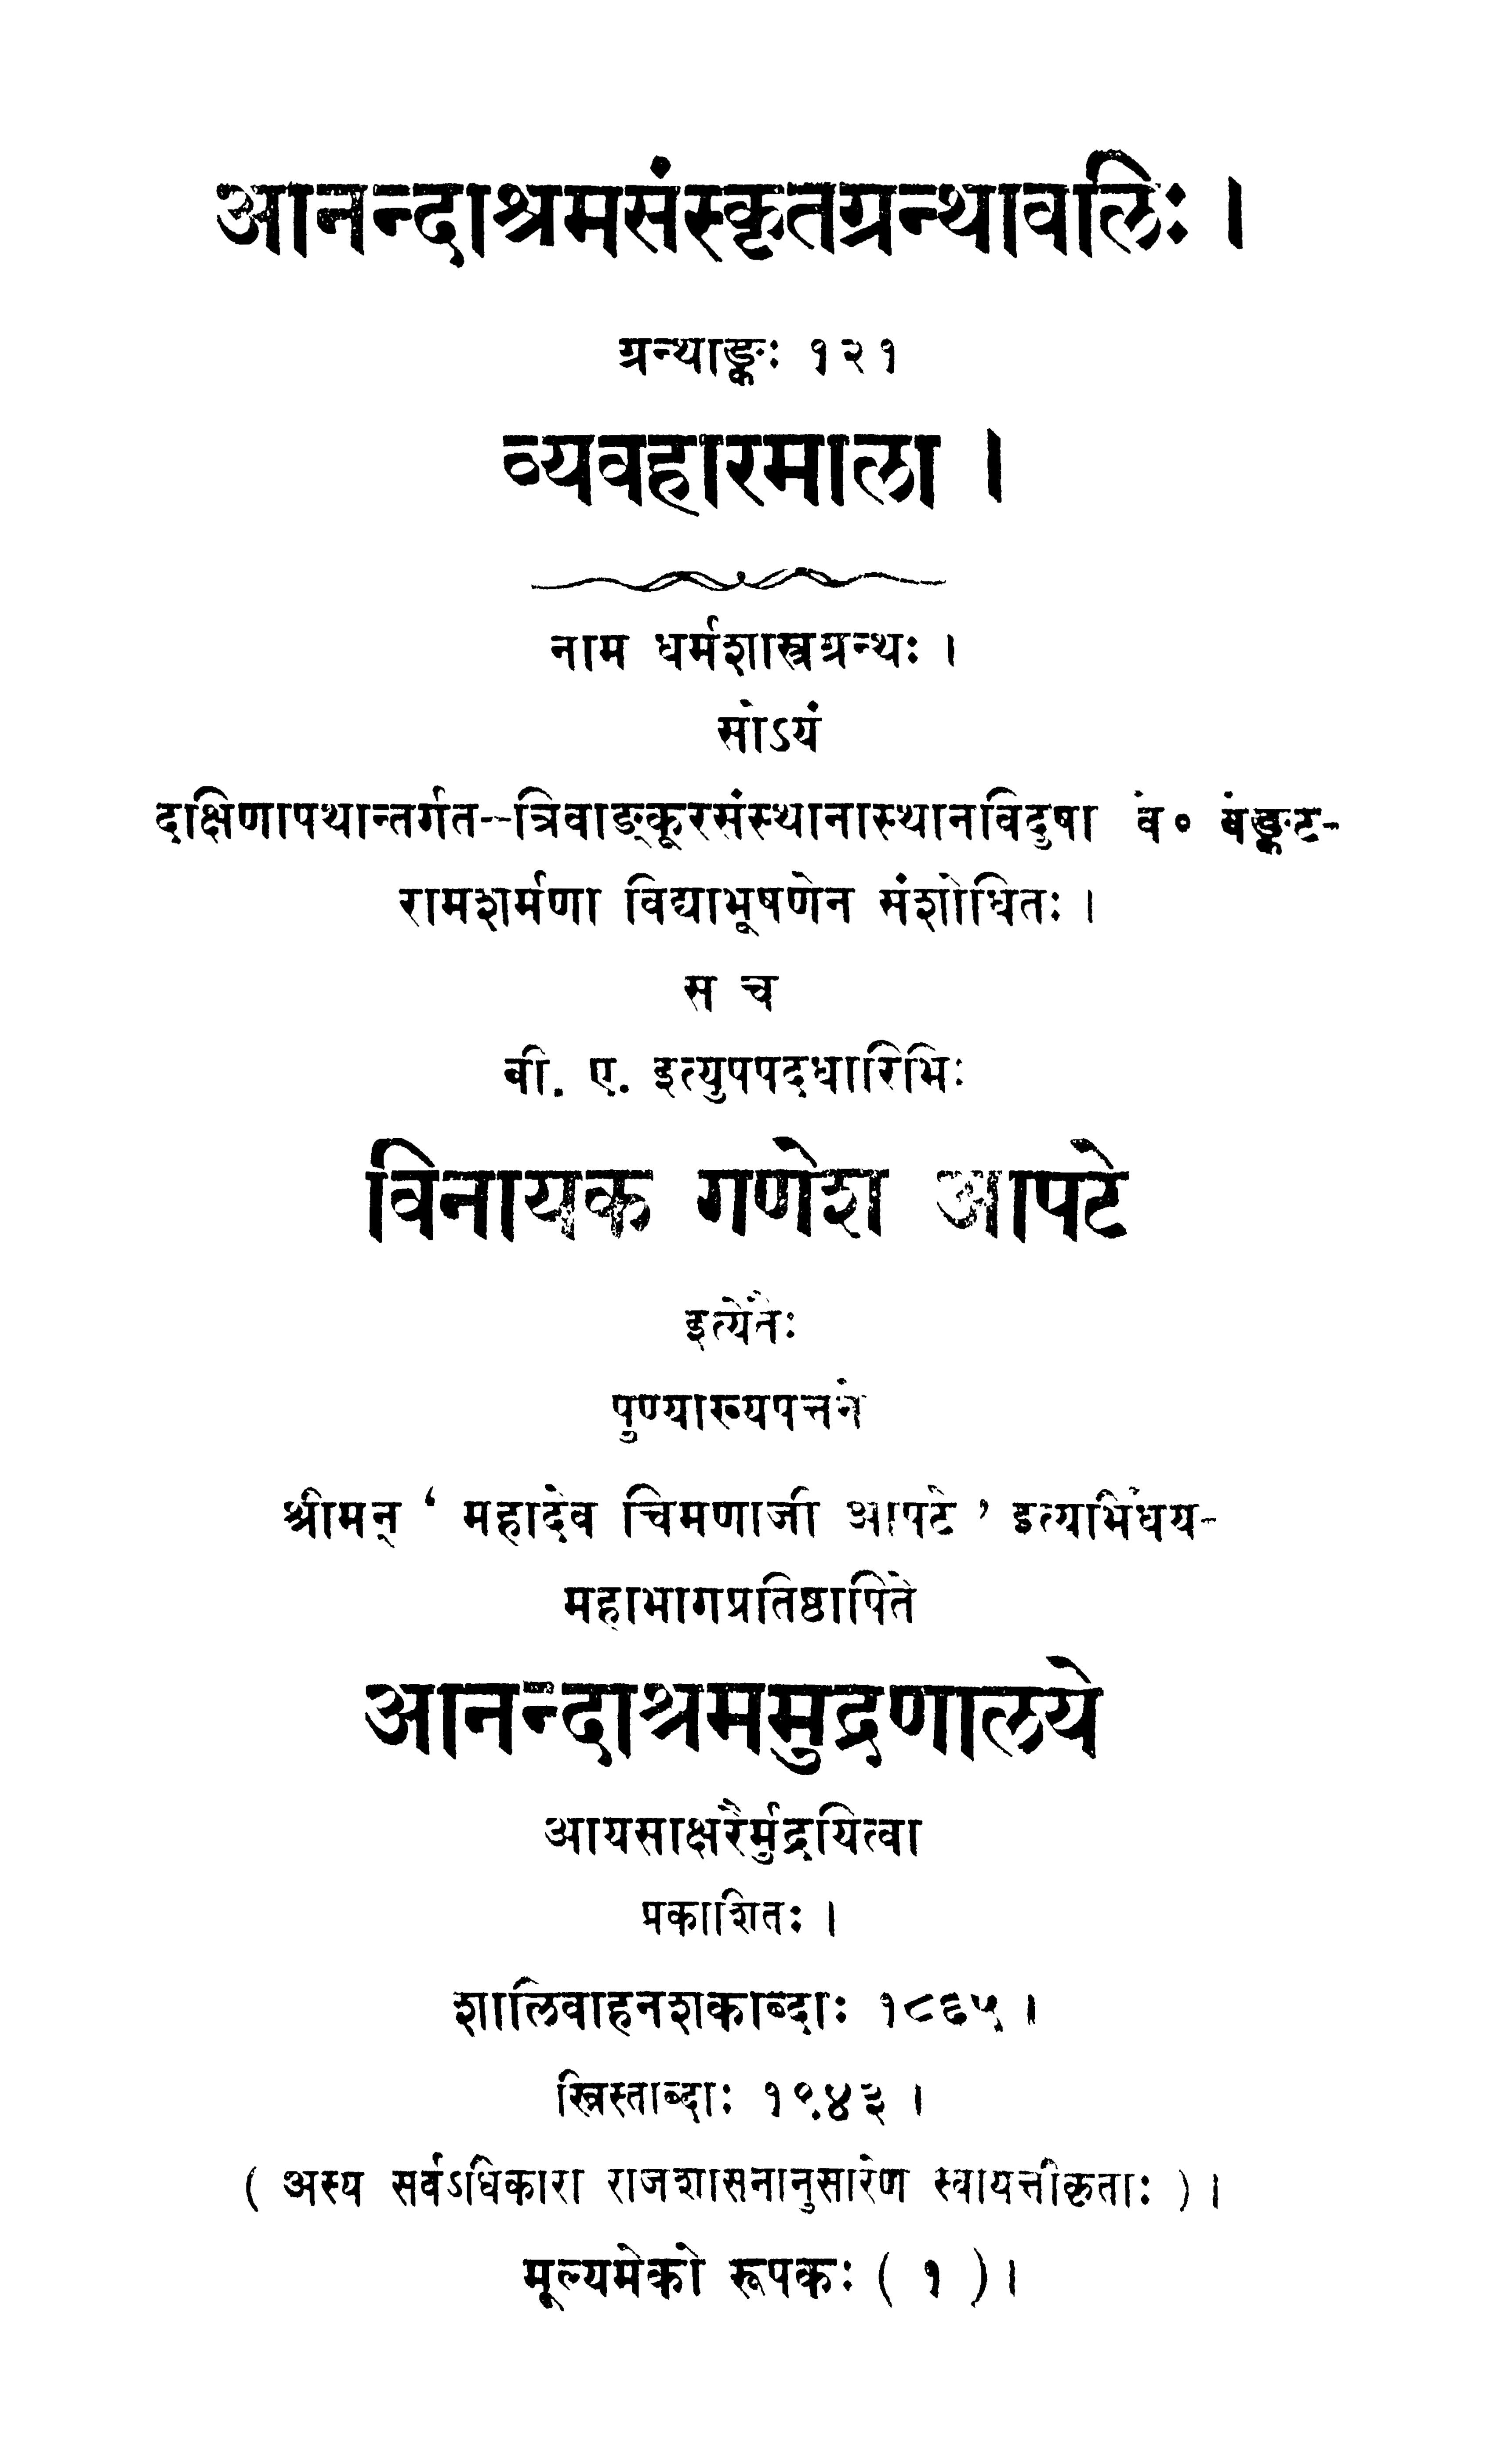 आनन्दाश्रमसंस्कृतग्रन्थावलिः ।
ग्रन्थाङ्कः १२१
व्यवहारमाला ।
नाम धर्मशास्त्रग्रन्थः ।
सोऽयं
दक्षिणापथान्तर्गत--त्रिवाङ्कूरसंस्थानास्थानविदुषा वे० वेङ्कट-
रामशर्मणा विद्याभूषणेन संशोधितः ।
स च
बी. ए. इत्युपपदधारिभिः
विनायक गणेश आपटे
इत्येतैः
पुण्याख्यपत्तने
श्रीमन् ‘ महादेव चिमणाजी आपटे ’ इत्यभिधेय-
महाभागप्रतिष्ठापिते
आनन्दाश्रममुद्रणालये
आयसाक्षरैर्मुद्रयित्वा
प्रकाशितः ।
शालिवाहनशकाब्दाः १८६५ ।
ख्रिस्ताब्दाः १९४३ ।
( अस्य सर्वेऽधिकारा राजशासनानुसारेण स्वायत्तीकृताः ) ।
मूल्यमेको रूपकः ( १ ) ।